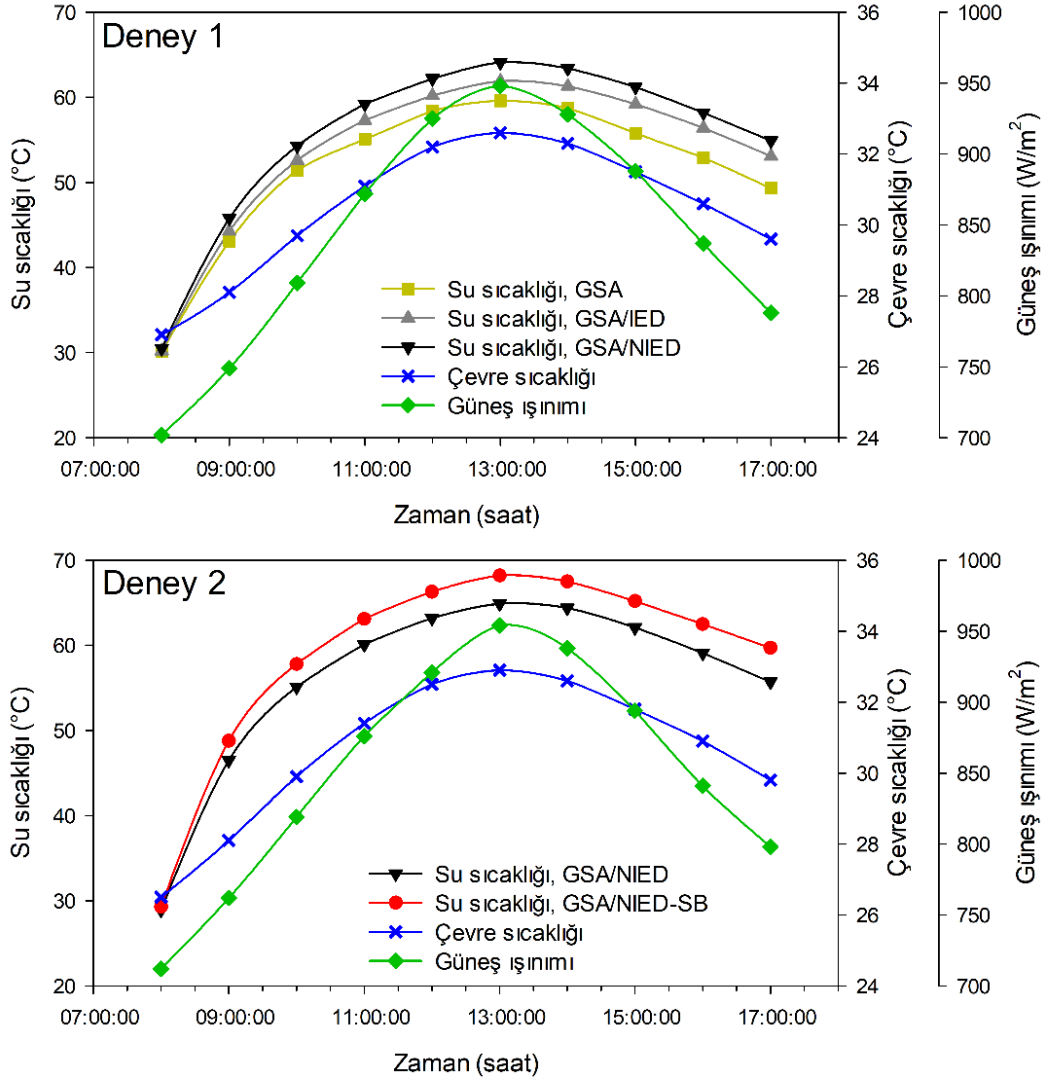 Deney 1
Su sıcaklığı (°C)
70
60
50
40
30
20
Su sıcaklığı, GSA
Su sıcaklığı, GSA/IED
Su sıcaklığı, GSA/NIED
Çevre sıcaklığı
Güneş ışınımı
36
34
32
30
28
26
24
Çevre sıcaklığı (°C)
1000
950
900
850
800
750
700
Güneş ışınımı (W/m²)
07:00:00 09:00:00 11:00:00 13:00:00 15:00:00 17:00:00
Zaman (saat)
Deney 2
Su sıcaklığı (°C)
70
60
50
40
30
20
Su sıcaklığı, GSA/NIED
Su sıcaklığı, GSA/NIED-SB
Çevre sıcaklığı
Güneş ışınımı
36
34
32
30
28
26
24
Çevre sıcaklığı (°C)
1000
950
900
850
800
750
700
Güneş ışınımı (W/m²)
07:00:00 09:00:00 11:00:00 13:00:00 15:00:00 17:00:00
Zaman (saat)